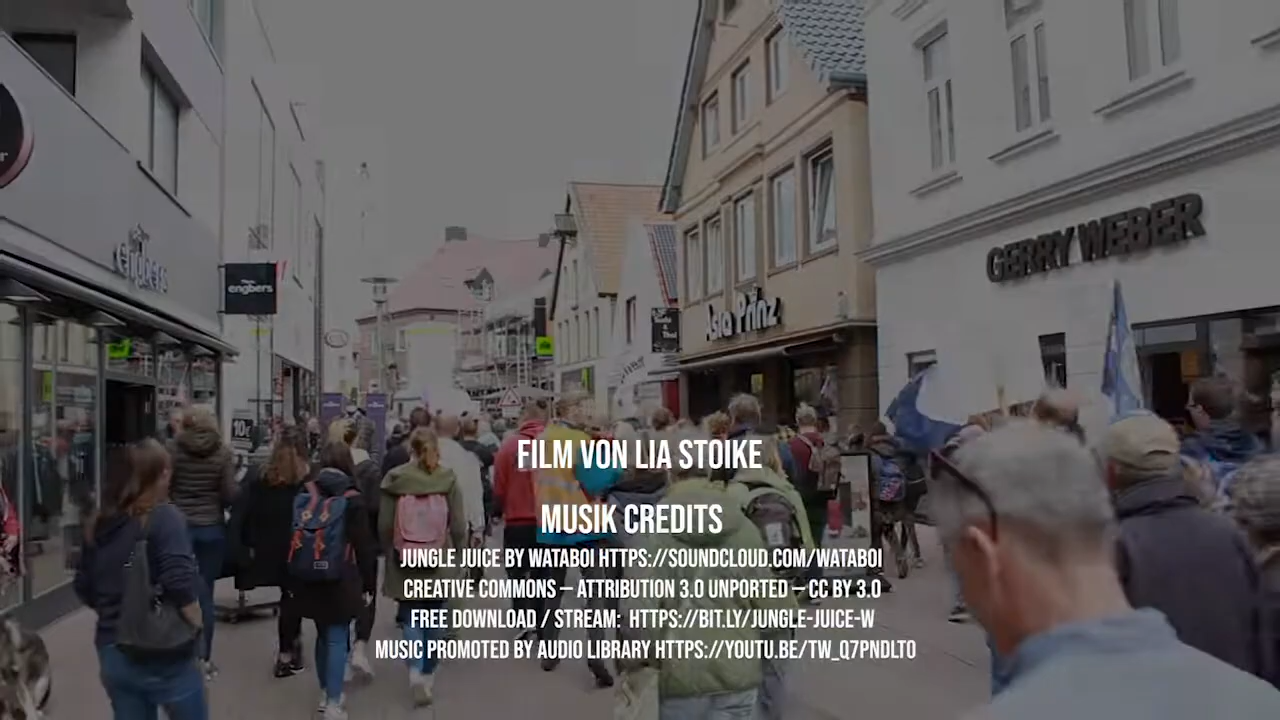 engbers
engbers
10€
Asia Prinz
GERRY WEBER
FILM VON LIA STOIKE
MUSIK CREDITS
JUNGLE JUICE BY WATABOI HTTPS://SOUNDCLOUD.COM/WATABOI
CREATIVE COMMONS – ATTRIBUTION 3.0 UNPORTED – CC BY 3.0
FREE DOWNLOAD / STREAM: HTTPS://BIT.LY/JUNGLE-JUICE-W
MUSIC PROMOTED BY AUDIO LIBRARY HTTPS://YOUTU.BE/TW_Q7PNDLTO